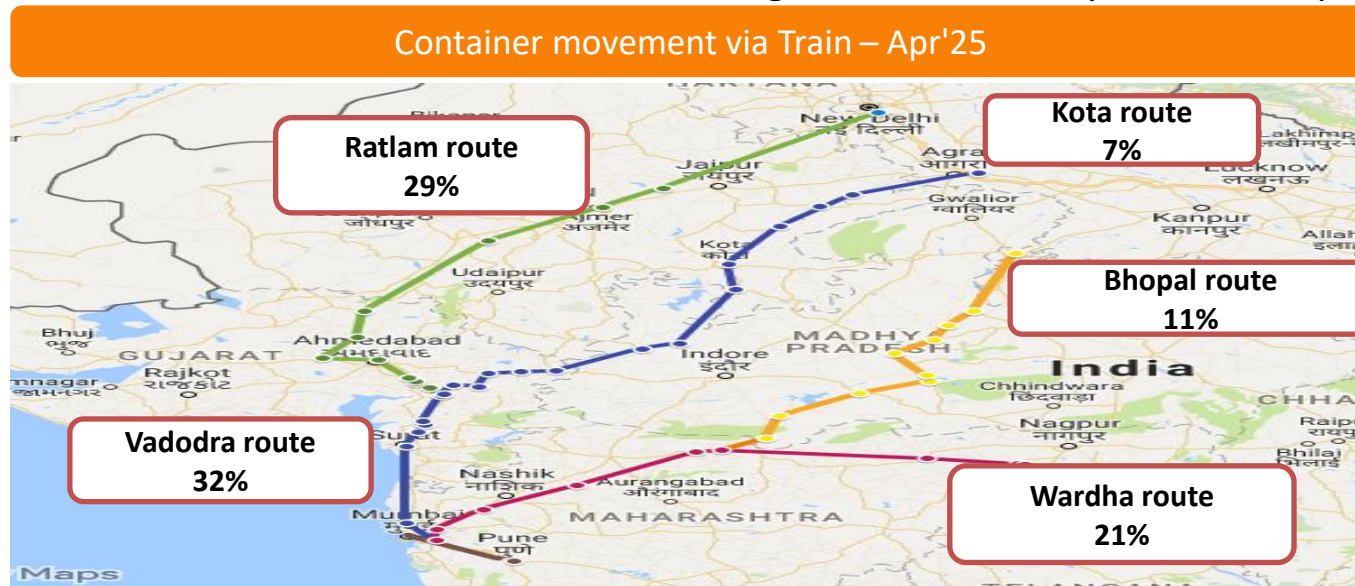 Container movement via Train – Apr'25
New Delhi
नई दिल्ली
Kota route
7%
Ratlam route
29%
Jaipur
जयपुर
Agra
आगरा
Lucknow
लखनऊ
जोधपुर
अजमेर
Gwalior
ग्वालियर
Kanpur
कानपुर
Kota
Udaipur
उदयपुर
Bhopal route
11%
Bhuj
ભુજ
GUJARAT
Ahmedabad
અમદાવાદ
Rajkot
રાજકોટ
Indore
इंदौर
MADHY
PRADESH
India
Chhindwara
छिंदवाड़ा
Vadodra route
32%
Nagpur
नागपुर
Bhilai
भिलाई
Nashik
नाशिक
Aurangabad
औरंगाबाद
Wardha route
21%
Mumbai
MAHARASHTRA
Pune
पुणे
Maps